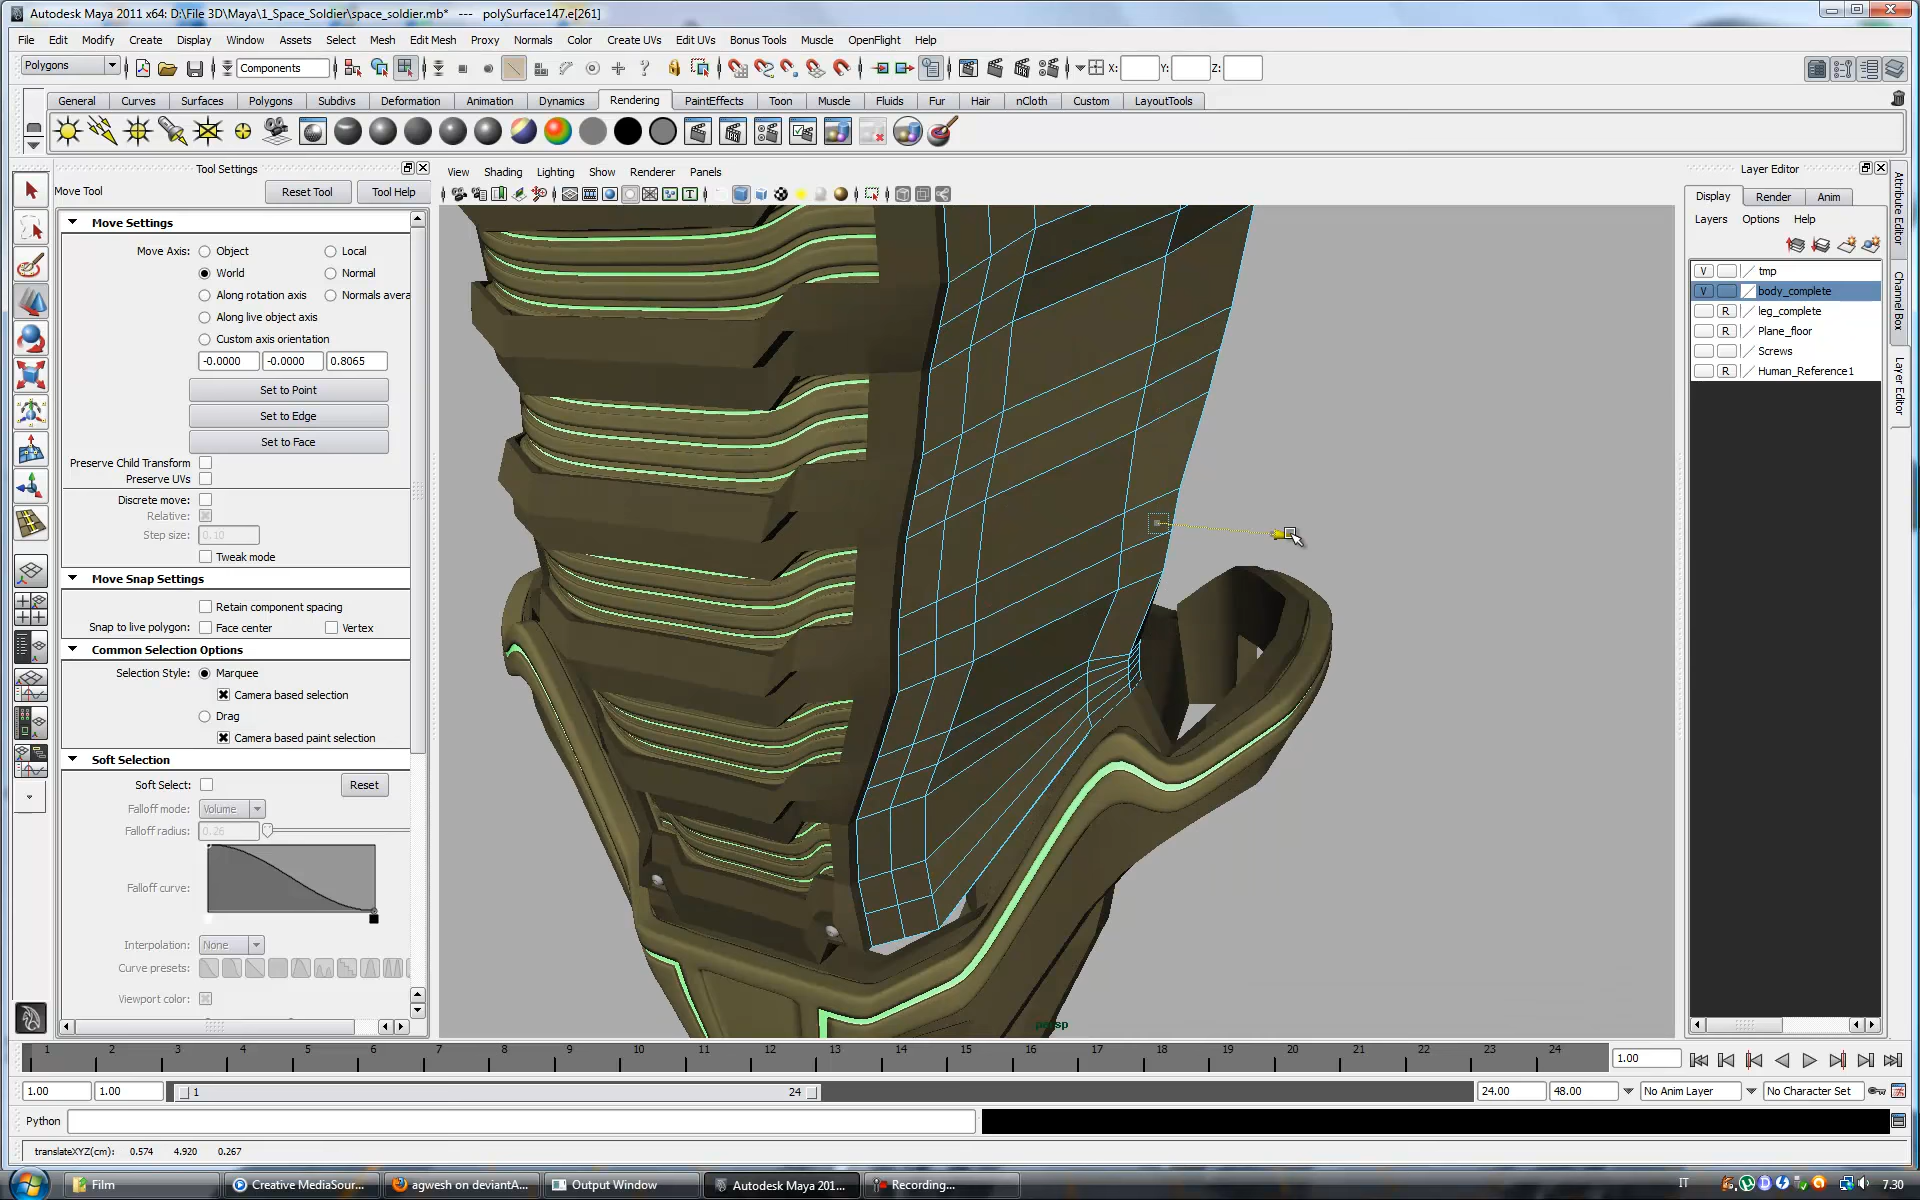 Autodesk Maya 2011 x64: D:\File 3D\Maya\1_Space_Soldier\space_soldier.mb* --- polySurface147.e[261]
File Edit Modify Create Display Window Assets Select Mesh Edit Mesh Proxy Normals Color Create UVs Edit UVs Bonus Tools Muscle OpenFlight Help
Polygons Components X: Y: Z:
General Curves Surfaces Polygons Subdivs Deformation Animation Dynamics Rendering PaintEffects Toon Muscle Fluids Fur Hair nCloth Custom LayoutTools
Tool Settings
Move Tool Reset Tool Tool Help
Move Settings
Move Axis: Object Local
World Normal
Along rotation axis Normals avera
Along live object axis
Custom axis orientation
-0.0000 -0.0000 0.8065
Set to Point
Set to Edge
Set to Face
Preserve Child Transform
Preserve UVs
Discrete move:
Relative:
Step size: 0.10
Tweak mode
Move Snap Settings
Retain component spacing
Snap to live polygon: Face center Vertex
Common Selection Options
Selection Style: Marquee
Camera based selection
Drag
Camera based paint selection
Soft Selection
Soft Select: Reset
Falloff mode: Volume
Falloff radius: 0.26
Falloff curve:
Interpolation: None
Curve presets:
Viewport color:
View Shading Lighting Show Renderer Panels
persp
Layer Editor
Display Render Anim
Layers Options Help
V tmp
V body_complete
leg_complete R
R Plane_floor
Screws
R Human_Reference1
Attribute Editor
Channel Box
Layer Editor
1 2 3 4 5 6 7 8 9 10 11 12 13 14 15 16 17 18 19 20 21 22 23 24 1.00
1.00 1.00 1 24 24.00 48.00 No Anim Layer No Character Set
Python
translateXYZ(cm): 0.574 4.920 0.267
Film Creative MediaSour... agwesh on deviantA... Output Window Autodesk Maya 201... Recording... IT 7.30